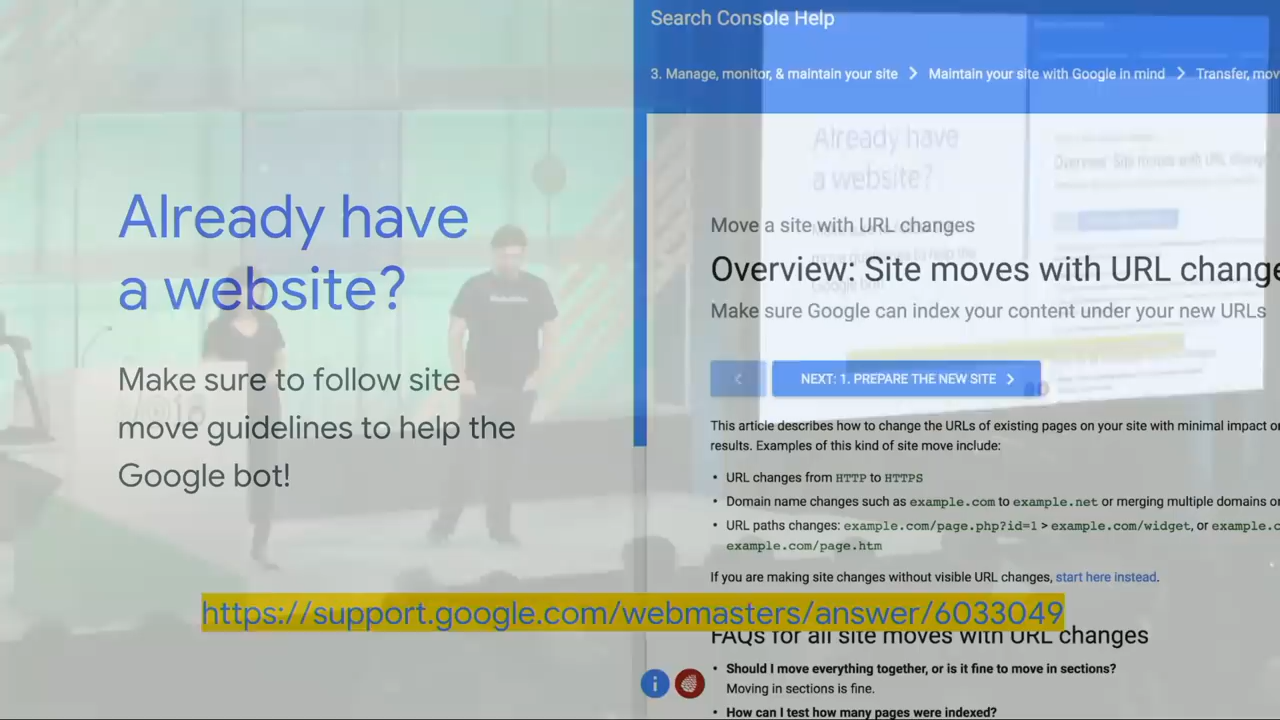 Search Console Help
3. Manage, monitor, & maintain your site > Maintain your site with Google in mind > Transfer, mov
Already have
a website?
Make sure to follow site
move guidelines to help the
Google bot!
Move a site with URL changes
Overview: Site moves with URL change
Make sure Google can index your content under your new URLs
NEXT: 1. PREPARE THE NEW SITE
This article describes how to change the URLs of existing pages on your site with minimal impact o
results. Examples of this kind of site move include:
• URL changes from HTTP to HTTPS
• Domain name changes such as example.com to example.net or merging multiple domains o
• URL paths changes: example.com/page.php?id=1 > example.com/widget, or example.c
example.com/page.htm
If you are making site changes without visible URL changes, start here instead.
https://support.google.com/webmasters/answer/6033049
FAQs for all site moves with URL changes
• Should I move everything together, or is it fine to move in sections?
Moving in sections is fine.
• How can I test how many pages were indexed?
Already have
a website?
Overview: Site moves with URL change